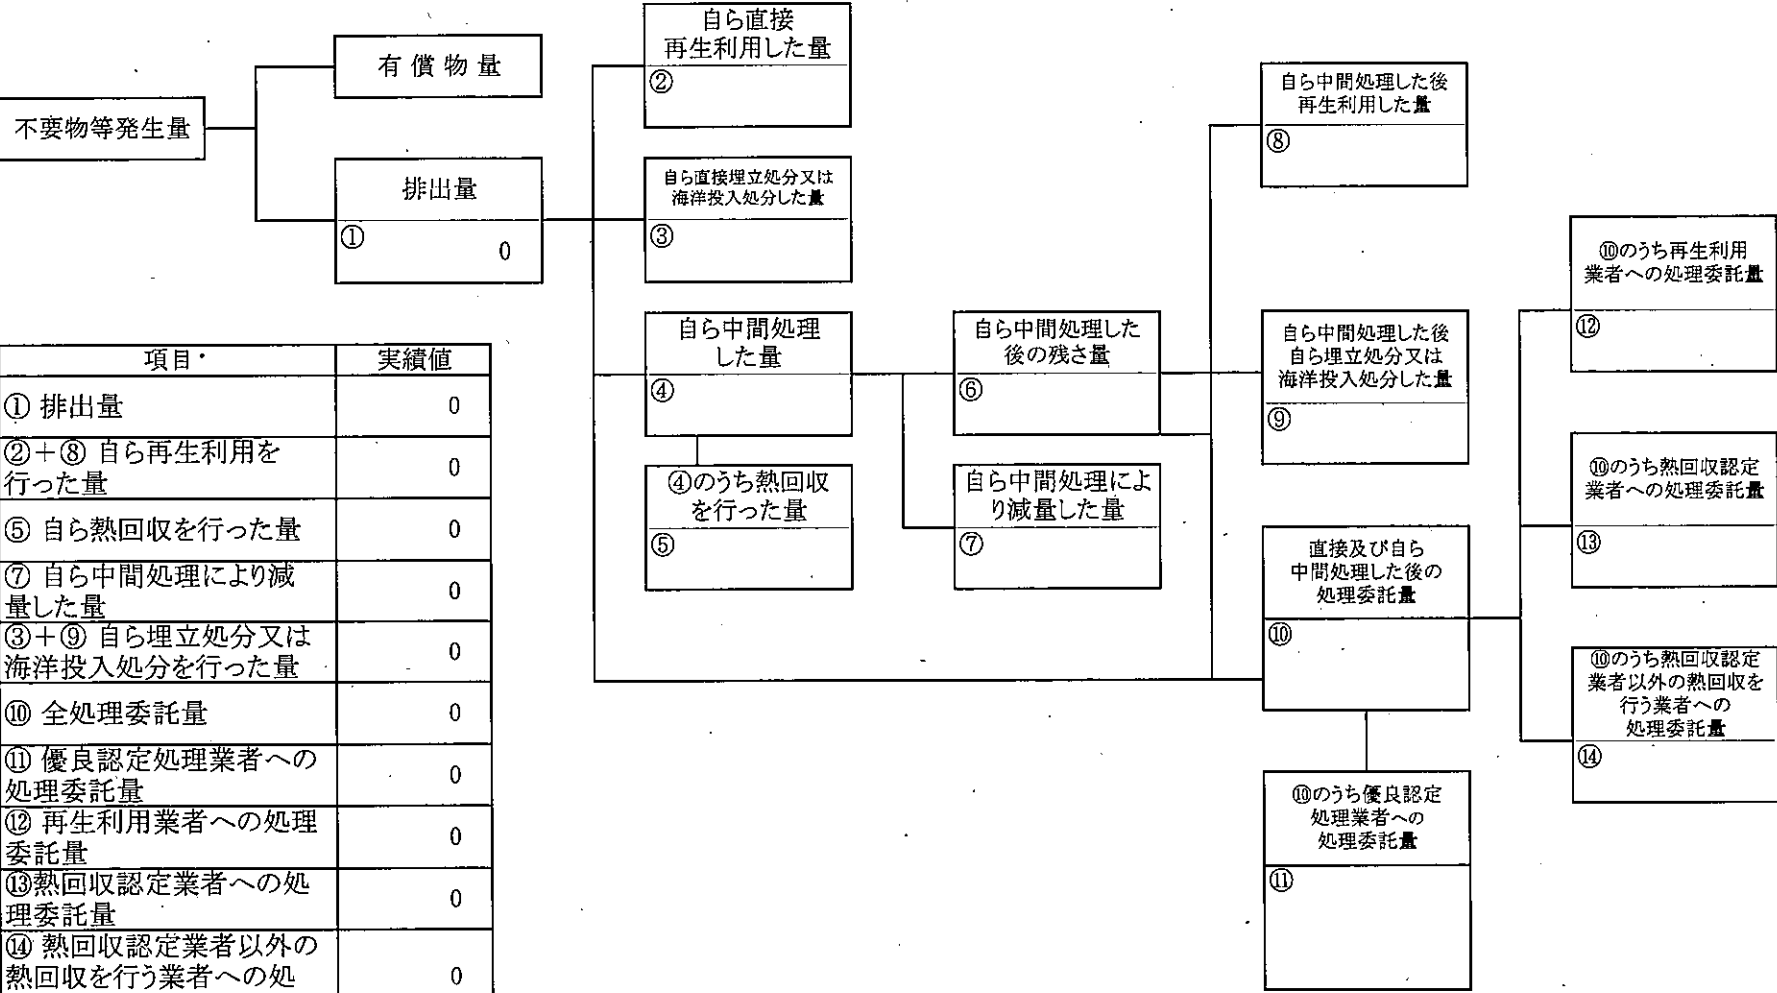 不要物等発生量
有償物量
排出量
①
0
自ら直接
再生利用した量
②
自ら直接埋立処分又は
海洋投入処分した量
③
自ら中間処理
した量
④
④のうち熱回収
を行った量
⑤
自ら中間処理した
後の残さ量
⑥
自ら中間処理によ
り減量した量
⑦
自ら中間処理した後
再生利用した量
⑧
自ら中間処理した後
自ら埋立処分又は
海洋投入処分した量
⑨
直接及び自ら
中間処理した後の
処理委託量
⑩
⑩のうち優良認定
処理業者への
処理委託量
⑪
⑩のうち再生利用
業者への処理委託量
⑫
⑩のうち熱回収認定
業者への処理委託量
⑬
⑩のうち熱回収認定
業者以外の熱回収を
行う業者への
処理委託量
⑭
項目 実績値
① 排出量 0
②+⑧ 自ら再生利用を
行った量 0
⑤ 自ら熱回収を行った量 0
⑦ 自ら中間処理により減
量した量 0
③+⑨ 自ら埋立処分又は
海洋投入処分を行った量 0
⑩ 全処理委託量 0
⑪ 優良認定処理業者への
処理委託量 0
⑫ 再生利用業者への処理
委託量 0
⑬熱回収認定業者への処
理委託量 0
⑭ 熱回収認定業者以外の
熱回収を行う業者への処 0